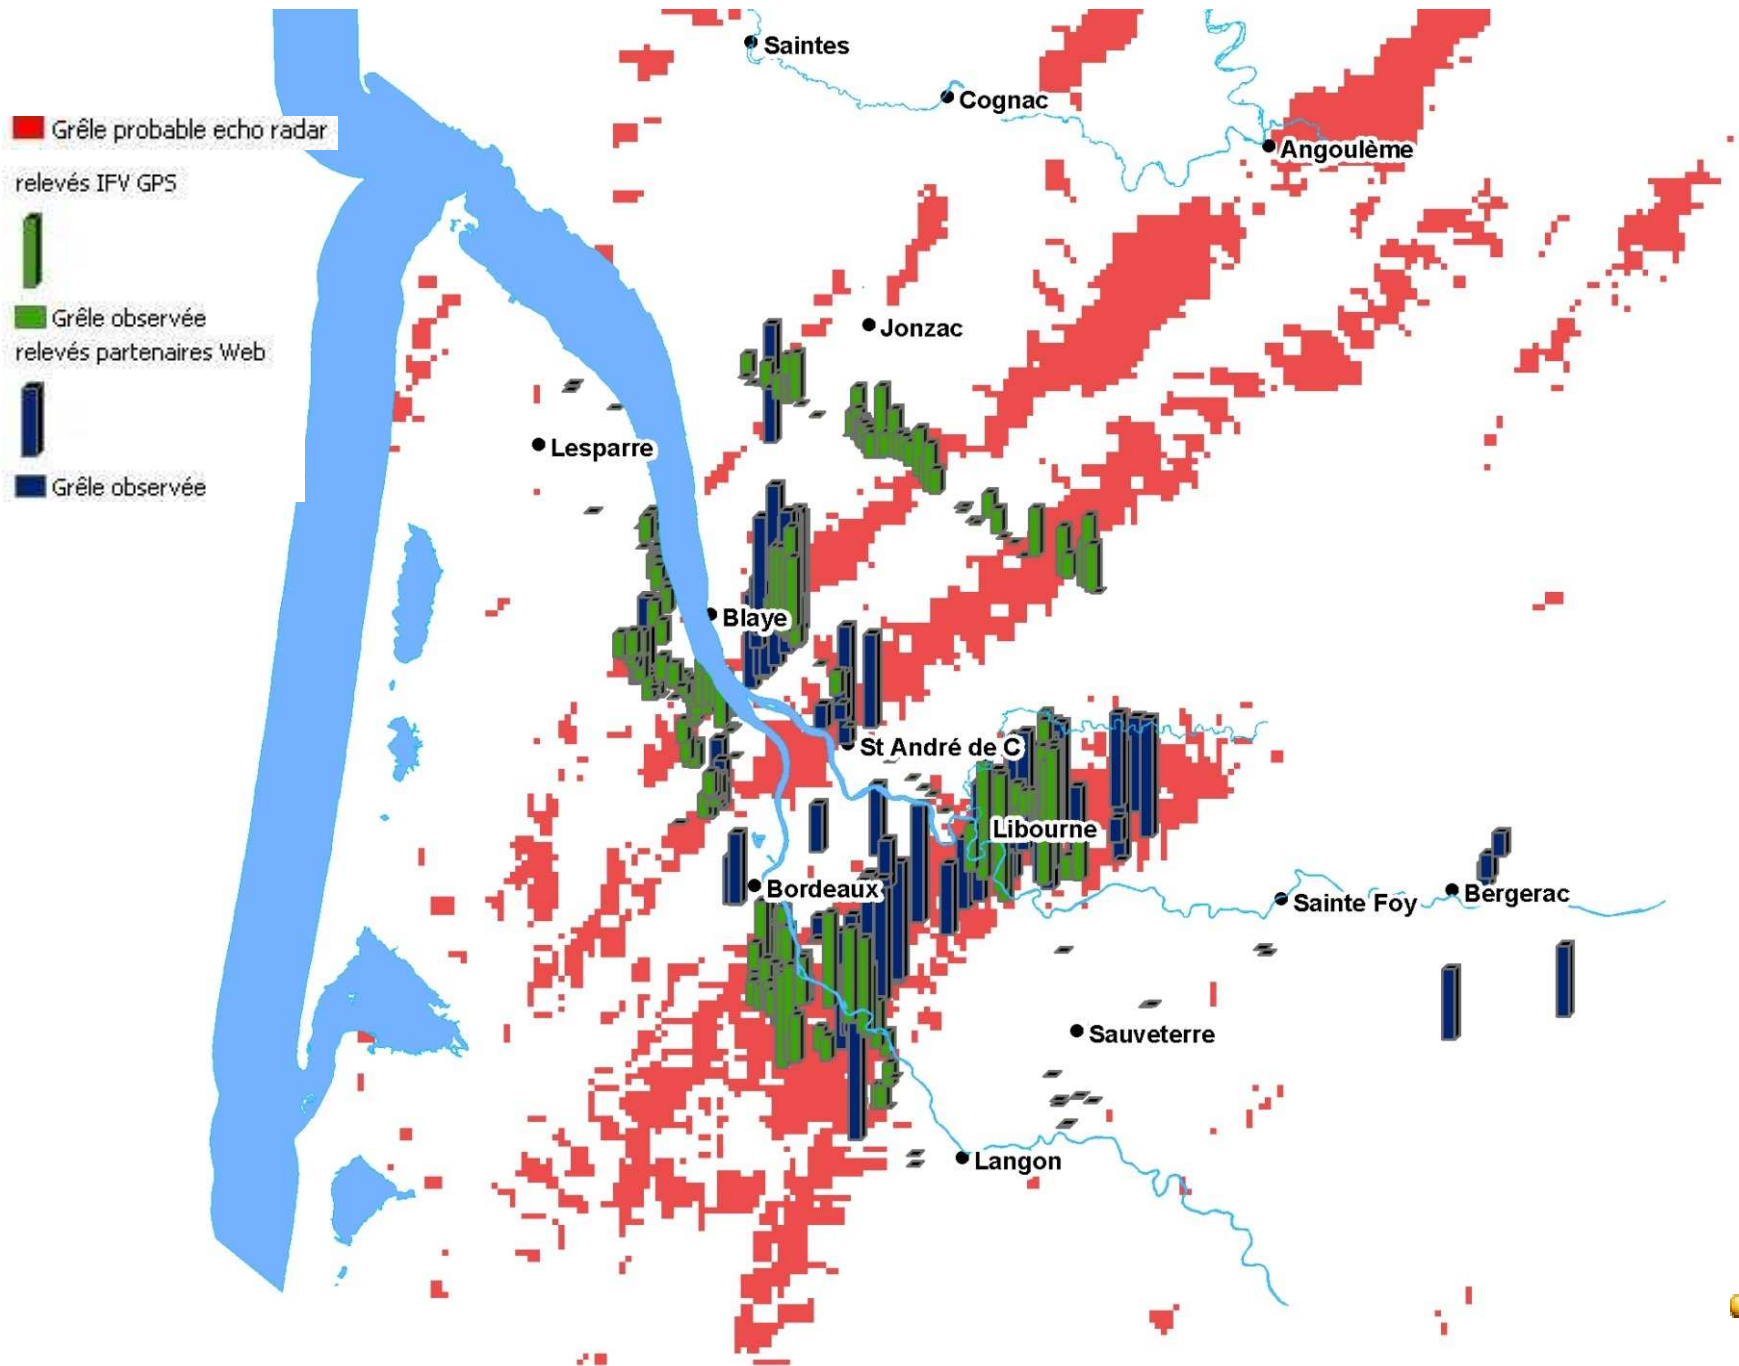 Saintes
Cognac
Grêle probable echo radar
Angoulème
relevés IFV GPS
Grêle observée
Jonzac
relevés partenaires Web
Lesparre
Grêle observée
Blaye
St André de C
Libourne
Bordeaux
Sainte Foy
Bergerac
Sauveterre
Langon